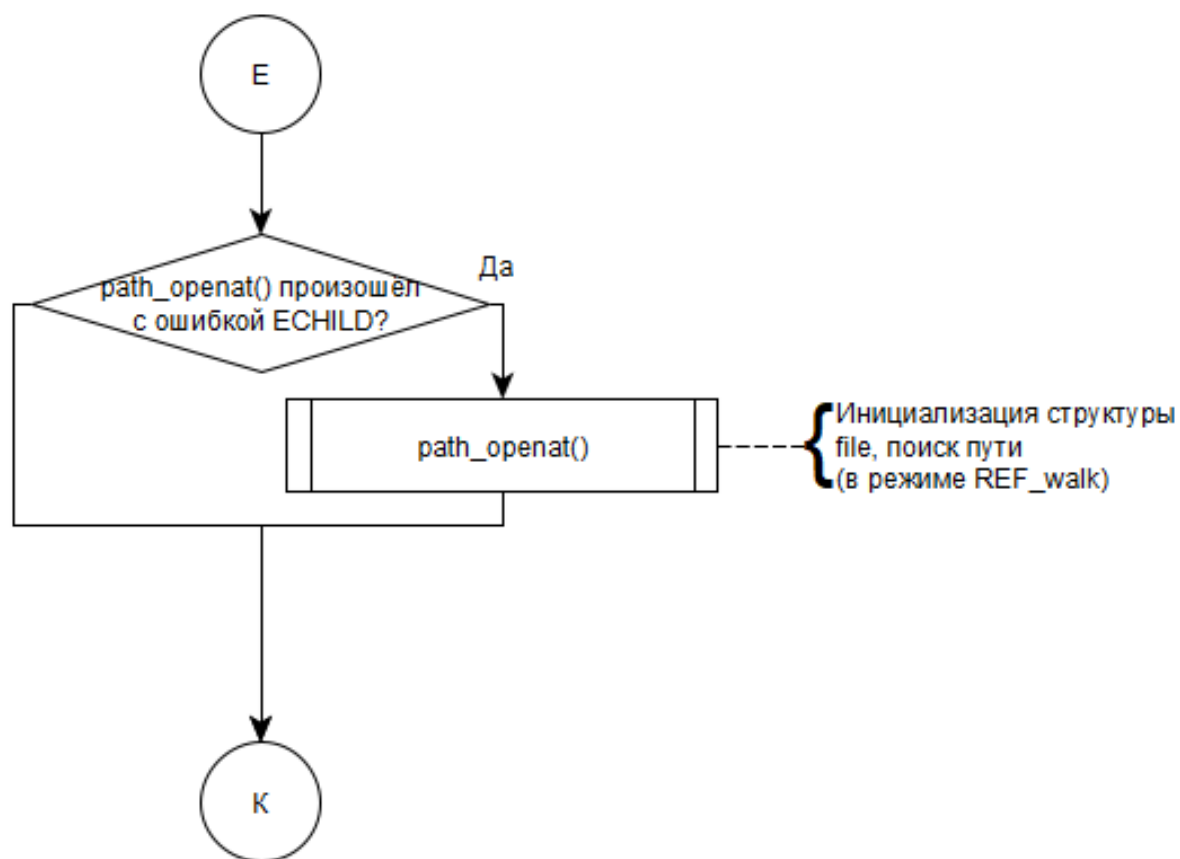 Е
Да
path_openat() произошёл
с ошибкой ECHILD?
path_openat()
Инициализация структуры
file, поиск пути
(в режиме REF_walk)
К